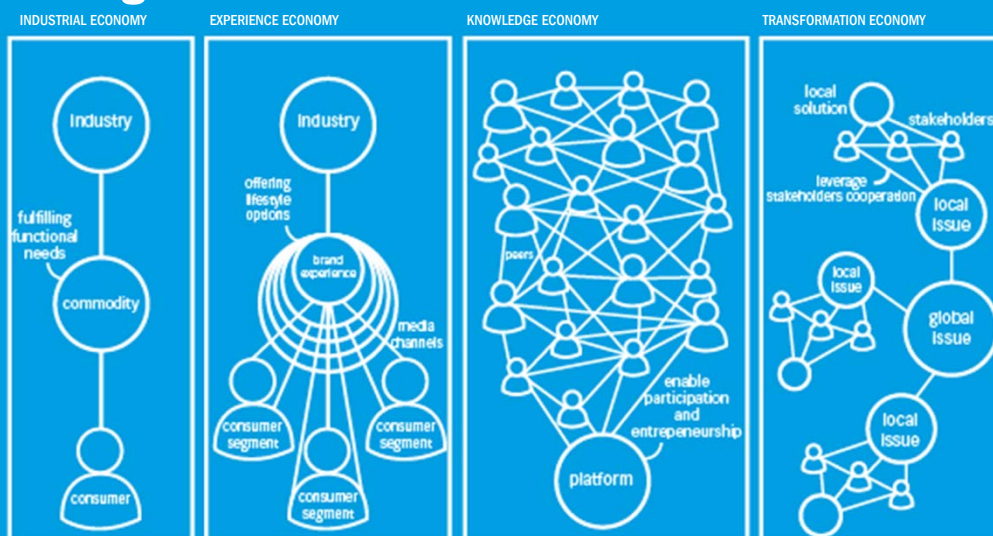 INDUSTRIAL ECONOMY
Industry
fulfilling
functional
needs
commodity
consumer
EXPERIENCE ECONOMY
Industry
offering
lifestyle
options
brand
experience
media
channels
consumer
segment
consumer
segment
consumer
segment
KNOWLEDGE ECONOMY
peers
enable
participation
and
entrepeneurship
platform
TRANSFORMATION ECONOMY
local
solution
stakeholders
leverage
stakeholders cooperation
local
issue
local
issue
global
issue
local
issue